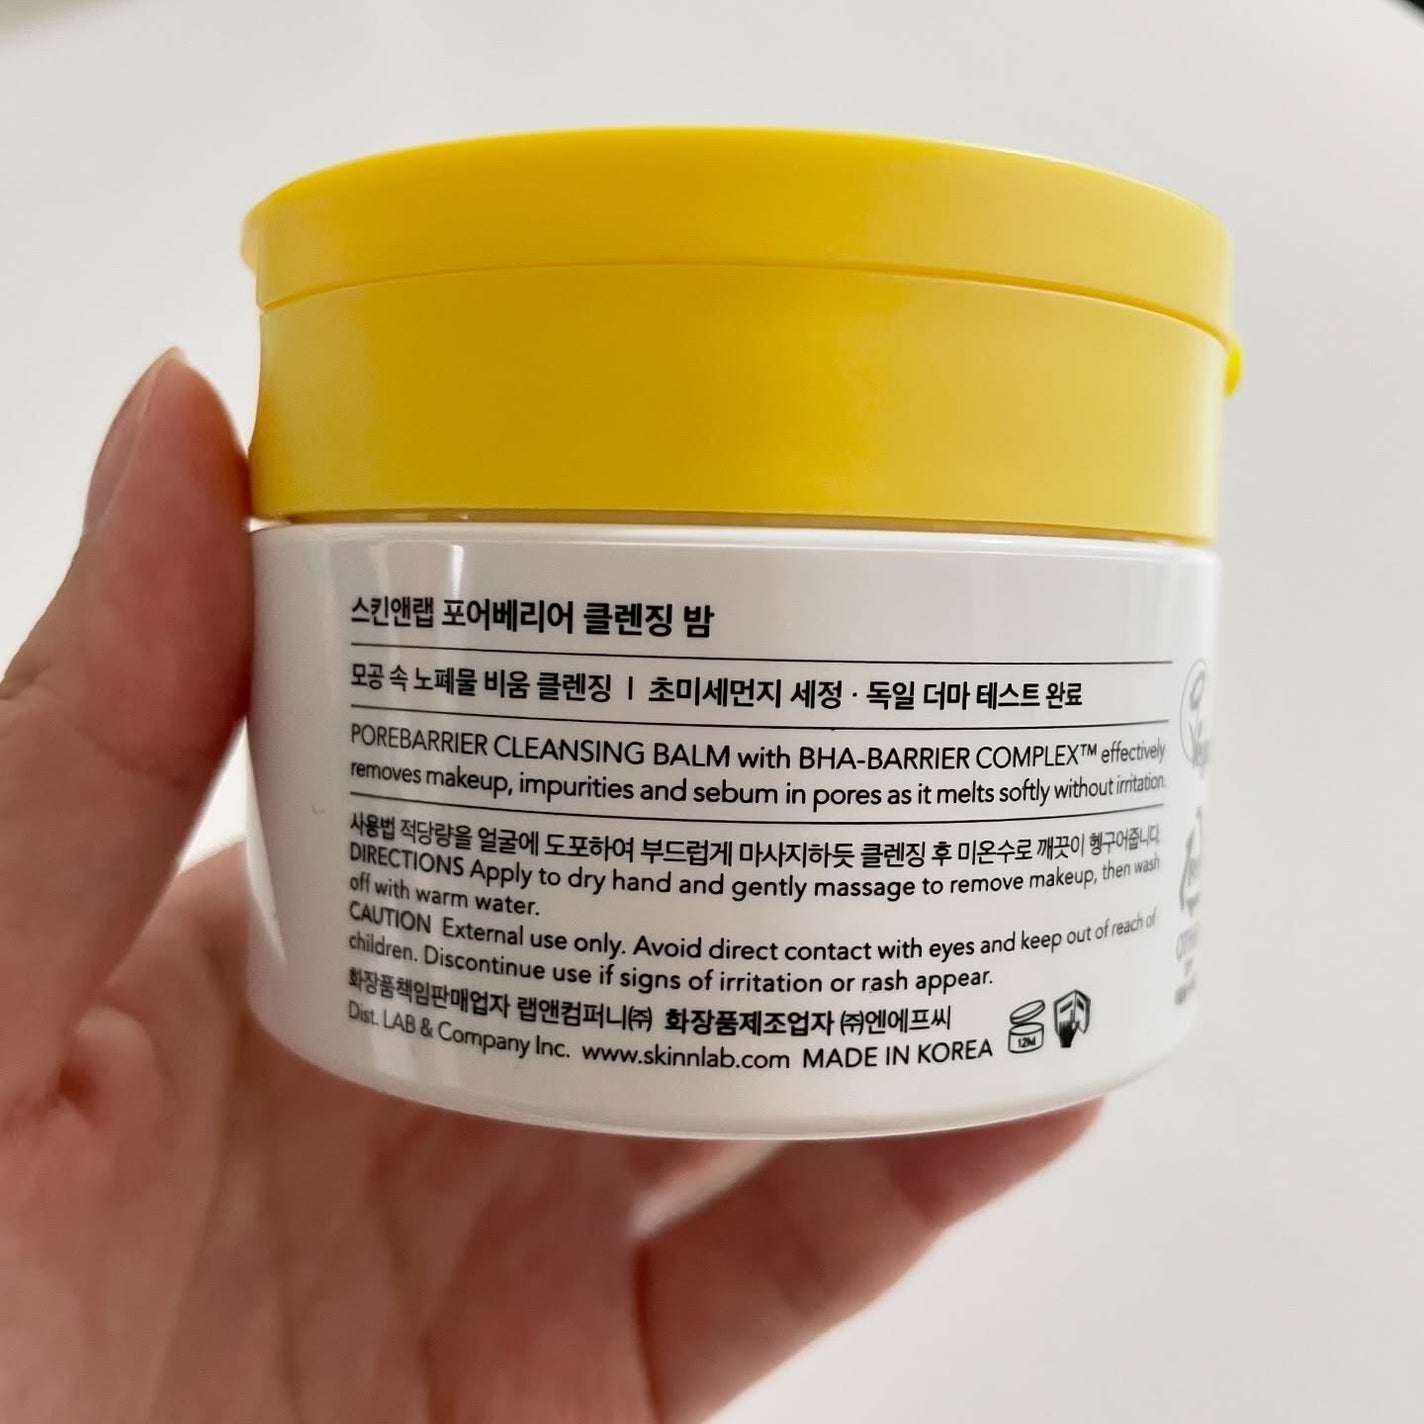 스킨앤랩 포어베리어 클렌징 밤
모공 속 노폐물 비움 클렌징 | 초미세먼지 세정 · 독일 더마 테스트 완료
POREBARRIER CLEANSING BALM with BHA-BARRIER COMPLEX™ effectively
removes makeup, impurities and sebum in pores as it melts softly without irritation.
사용법 적당량을 얼굴에 도포하여 부드럽게 마사지하듯 클렌징 후 미온수로 깨끗이 헹구어줍니다.
DIRECTIONS Apply to dry hand and gently massage to remove makeup, then wash
off with warm water.
CAUTION External use only. Avoid direct contact with eyes and keep out of reach of
children. Discontinue use if signs of irritation or rash appear.
화장품책임판매업자 랩앤컴퍼니㈜ 화장품제조업자 ㈜엔에프씨
Dist. LAB & Company Inc. www.skinnlab.com MADE IN KOREA
12M